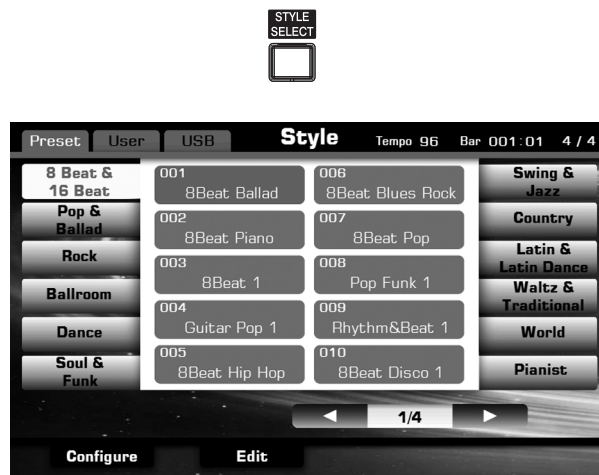 STYLE
SELECT
Preset User USB Style Tempo 96 Bar 001:01 4/4
8 Beat &
16 Beat
Pop &
Ballad
Rock
Ballroom
Dance
Soul &
Funk
001
8Beat Ballad
002
8Beat Piano
003
8Beat 1
004
Guitar Pop 1
005
8Beat Hip Hop
006
8Beat Blues Rock
007
8Beat Pop
008
Pop Funk 1
009
Rhythm&Beat 1
010
8Beat Disco 1
Swing &
Jazz
Country
Latin &
Latin Dance
Waltz &
Traditional
World
Pianist
1/4
Configure Edit